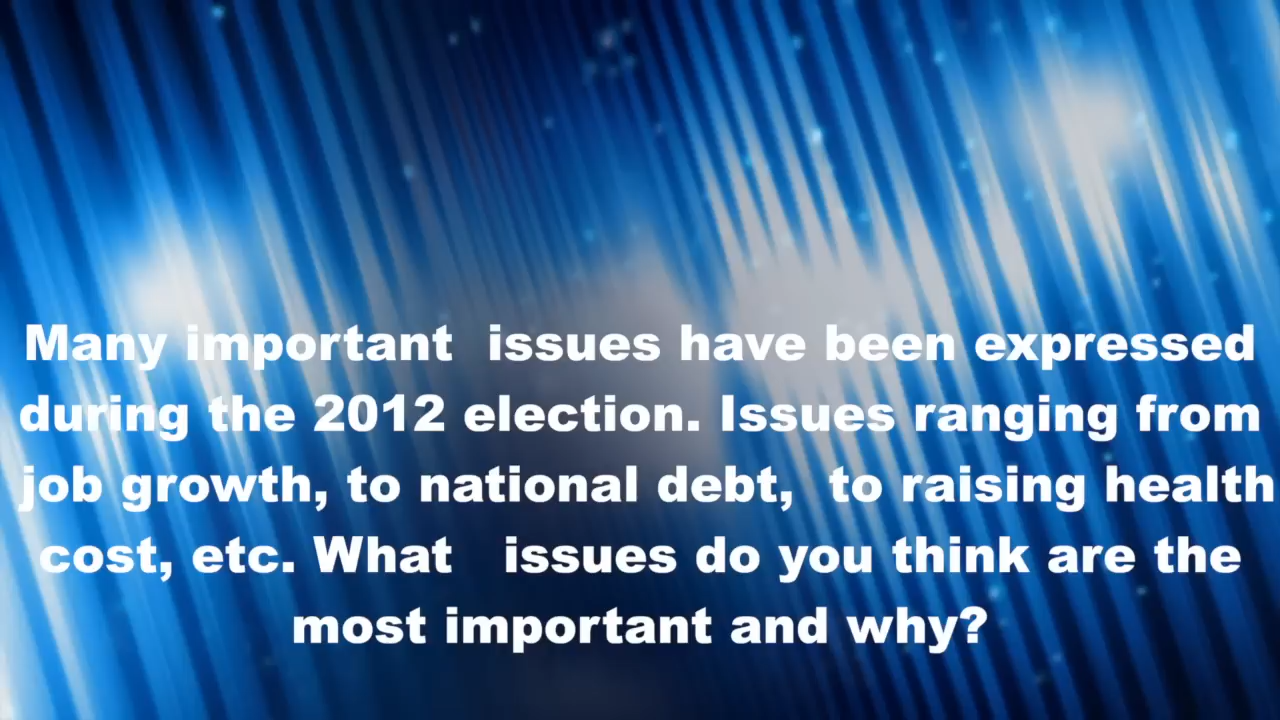 Many important  issues have been expressed
during the 2012 election. Issues ranging from
job growth, to national debt,  to raising health
cost, etc. What   issues do you think are the
most important and why?